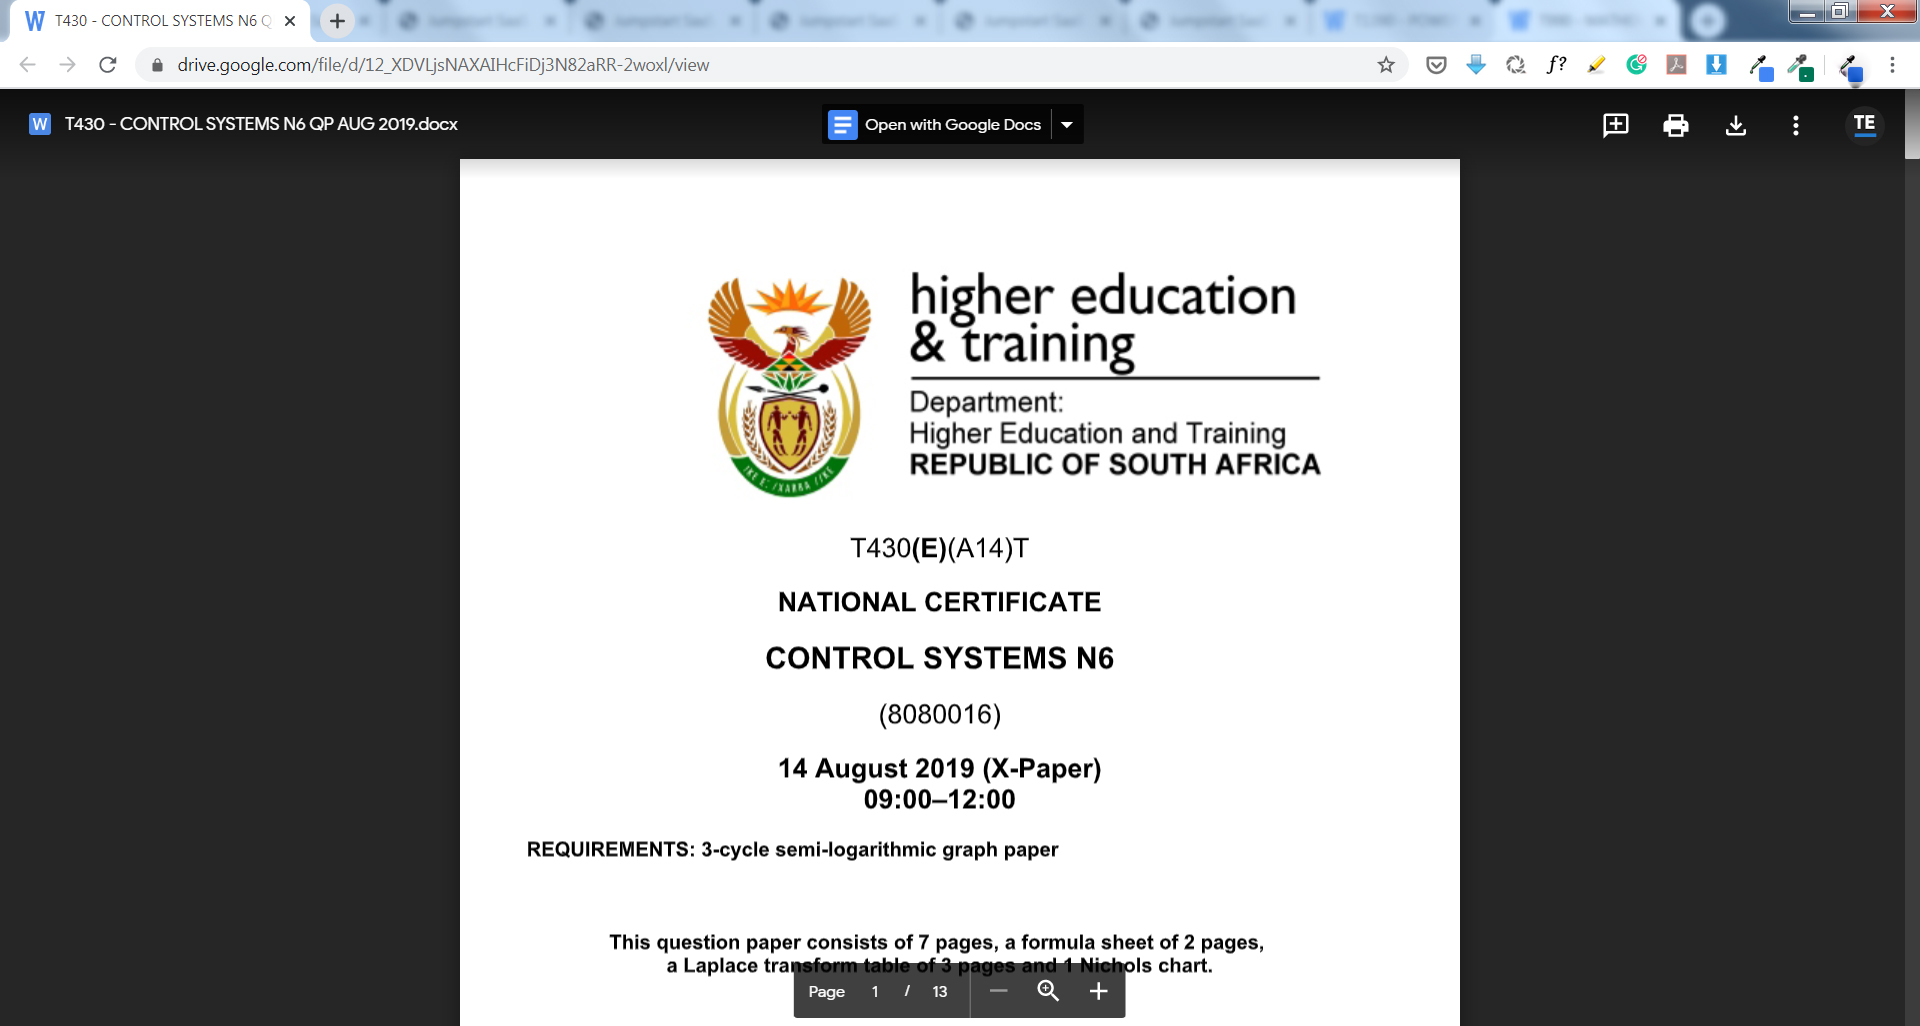 T430 - CONTROL SYSTEMS N6 Q
drive.google.com/file/d/12_XDVLjsNAXAIHcFiDj3N82aRR-2woxl/view
f?
W T430 - CONTROL SYSTEMS N6 QP AUG 2019.docx
Open with Google Docs
TE
higher education
& training
Department:
Higher Education and Training
REPUBLIC OF SOUTH AFRICA
!KE E: /XARRA //KE
T430(E)(A14)T
NATIONAL CERTIFICATE
CONTROL SYSTEMS N6
(8080016)
14 August 2019 (X-Paper)
09:00–12:00
REQUIREMENTS: 3-cycle semi-logarithmic graph paper
This question paper consists of 7 pages, a formula sheet of 2 pages,
a Laplace transform table of 3 pages and 1 Nichols chart.
Page 1 / 13